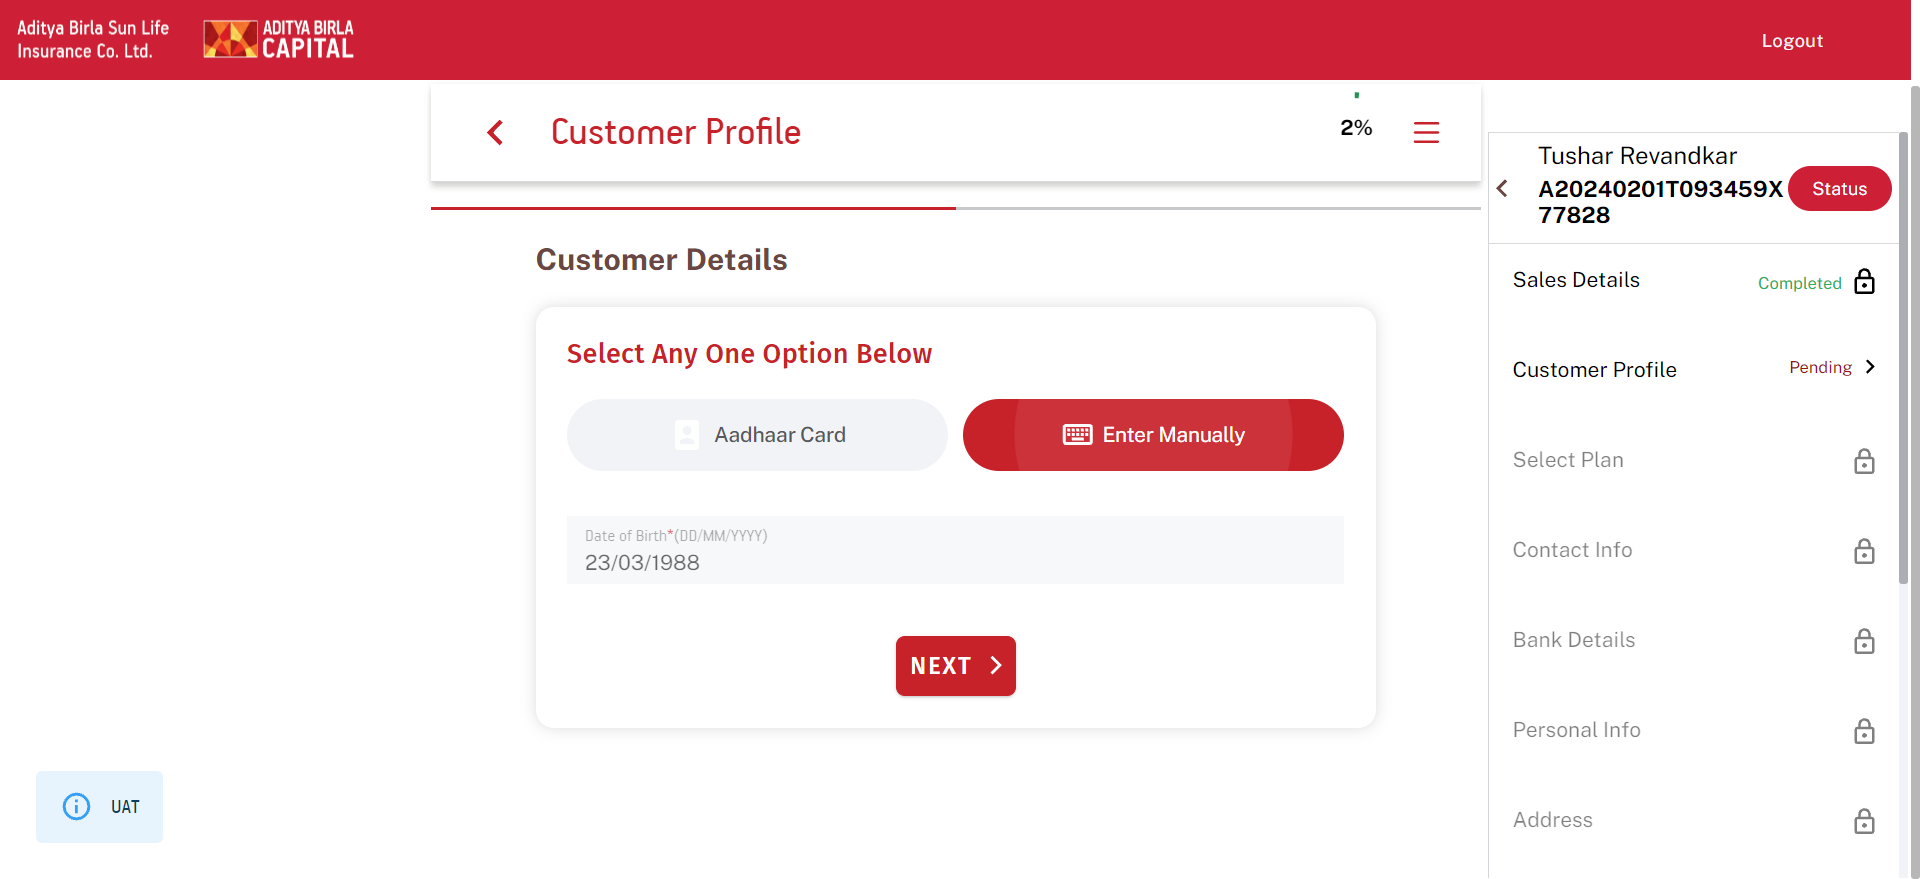 Aditya Birla Sun Life
Insurance Co. Ltd.
ADITYA BIRLA
CAPITAL
Logout
Customer Profile
2%
Tushar Revandkar
A20240201T093459X
77828
Status
Customer Details
Sales Details
Completed
Select Any One Option Below
Customer Profile
Pending
Aadhaar Card
Enter Manually
Select Plan
Date of Birth*(DD/MM/YYYY)
23/03/1988
Contact Info
NEXT
Bank Details
Personal Info
UAT
Address